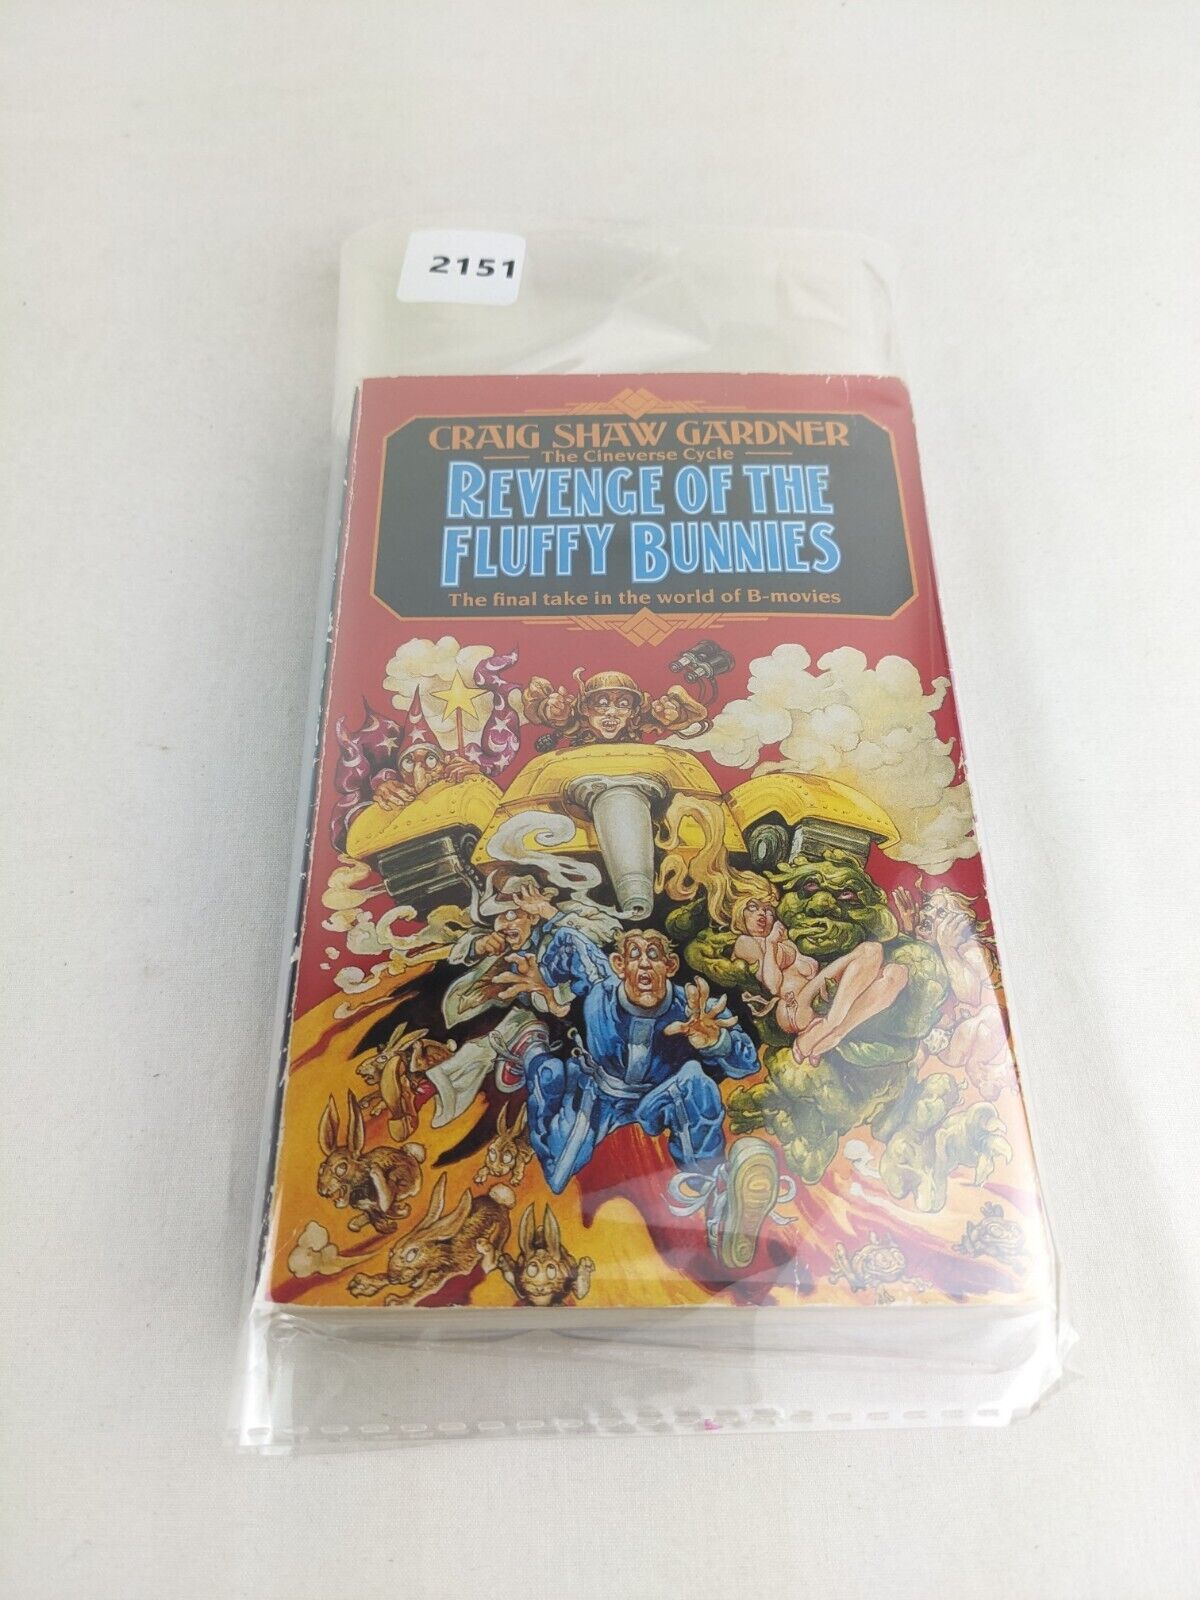 2151
CRAIG SHAW GARDNER
The Cineverse Cycle
REVENGE OF THE
FLUFFY BUNNIES
The final take in the world of B-movies